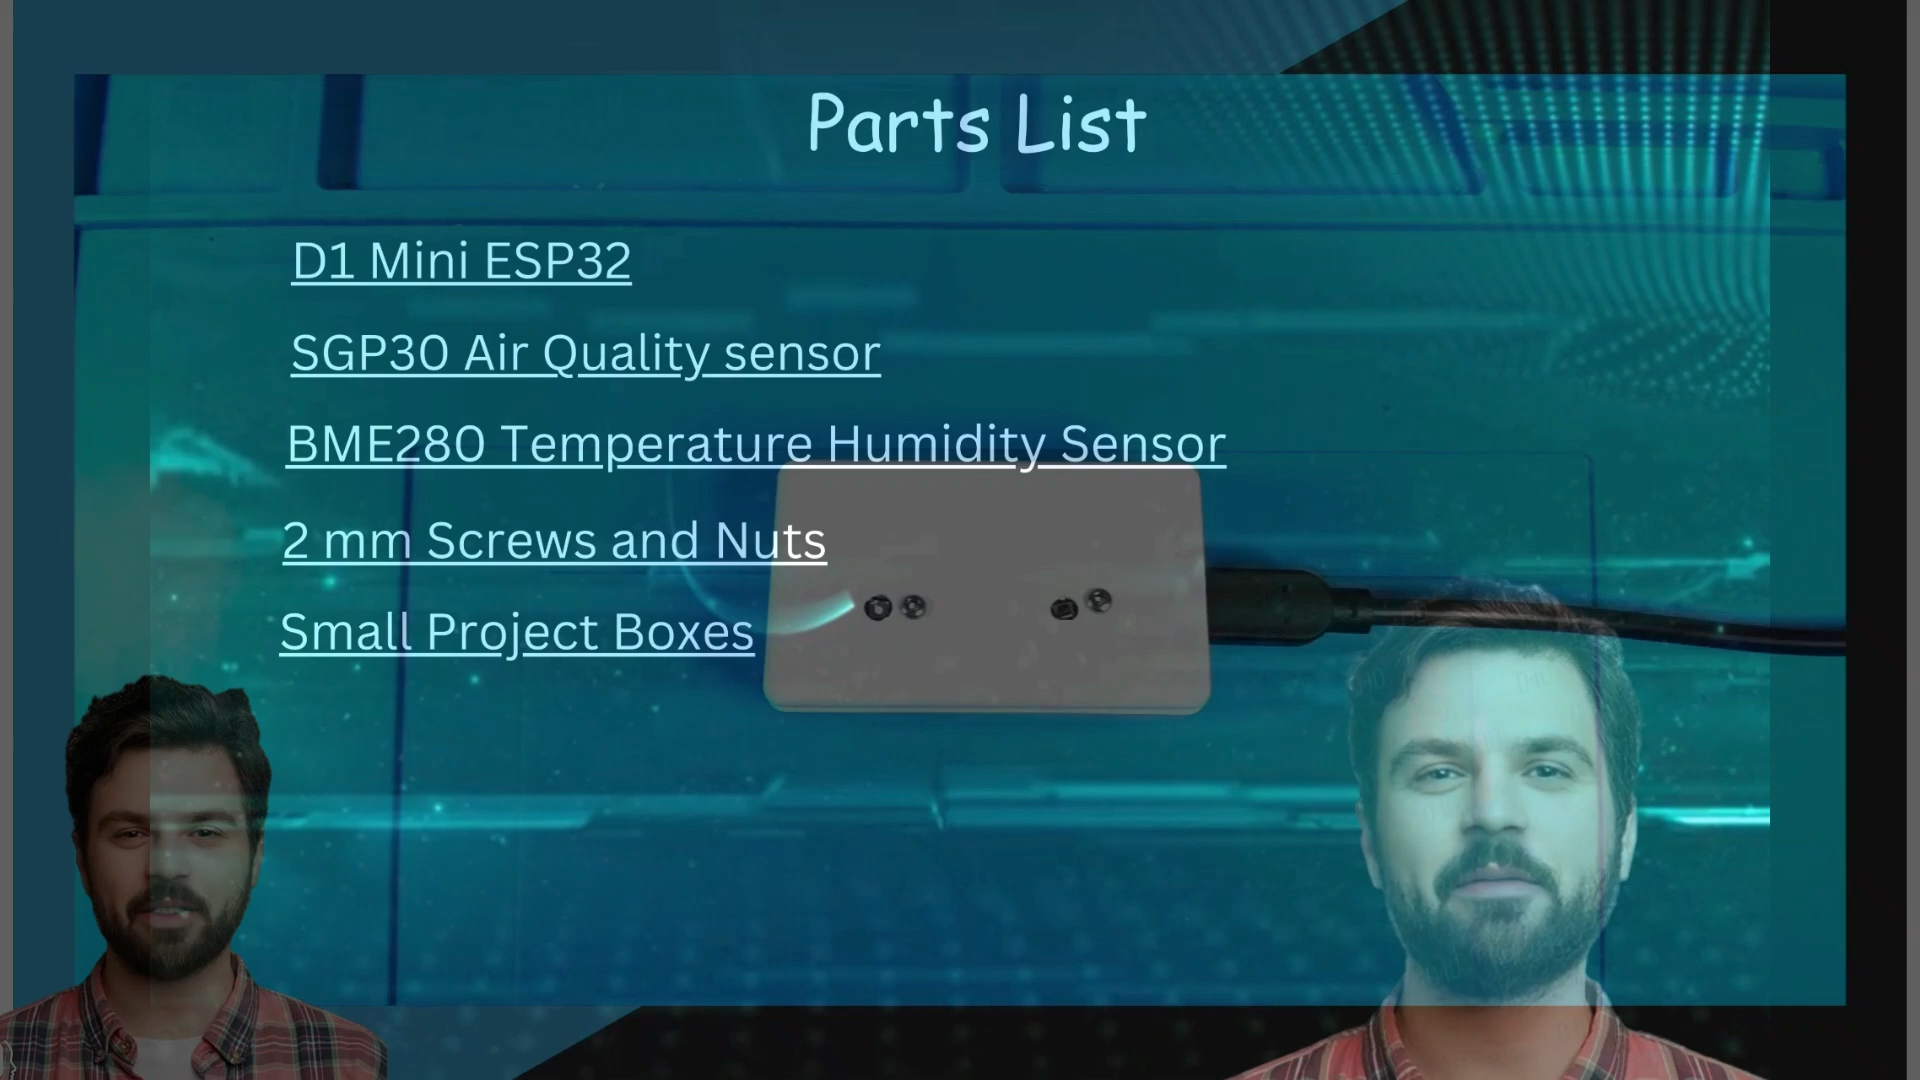 Parts List
D1 Mini ESP32
SGP30 Air Quality sensor
BME280 Temperature Humidity Sensor
2 mm Screws and Nuts
Small Project Boxes